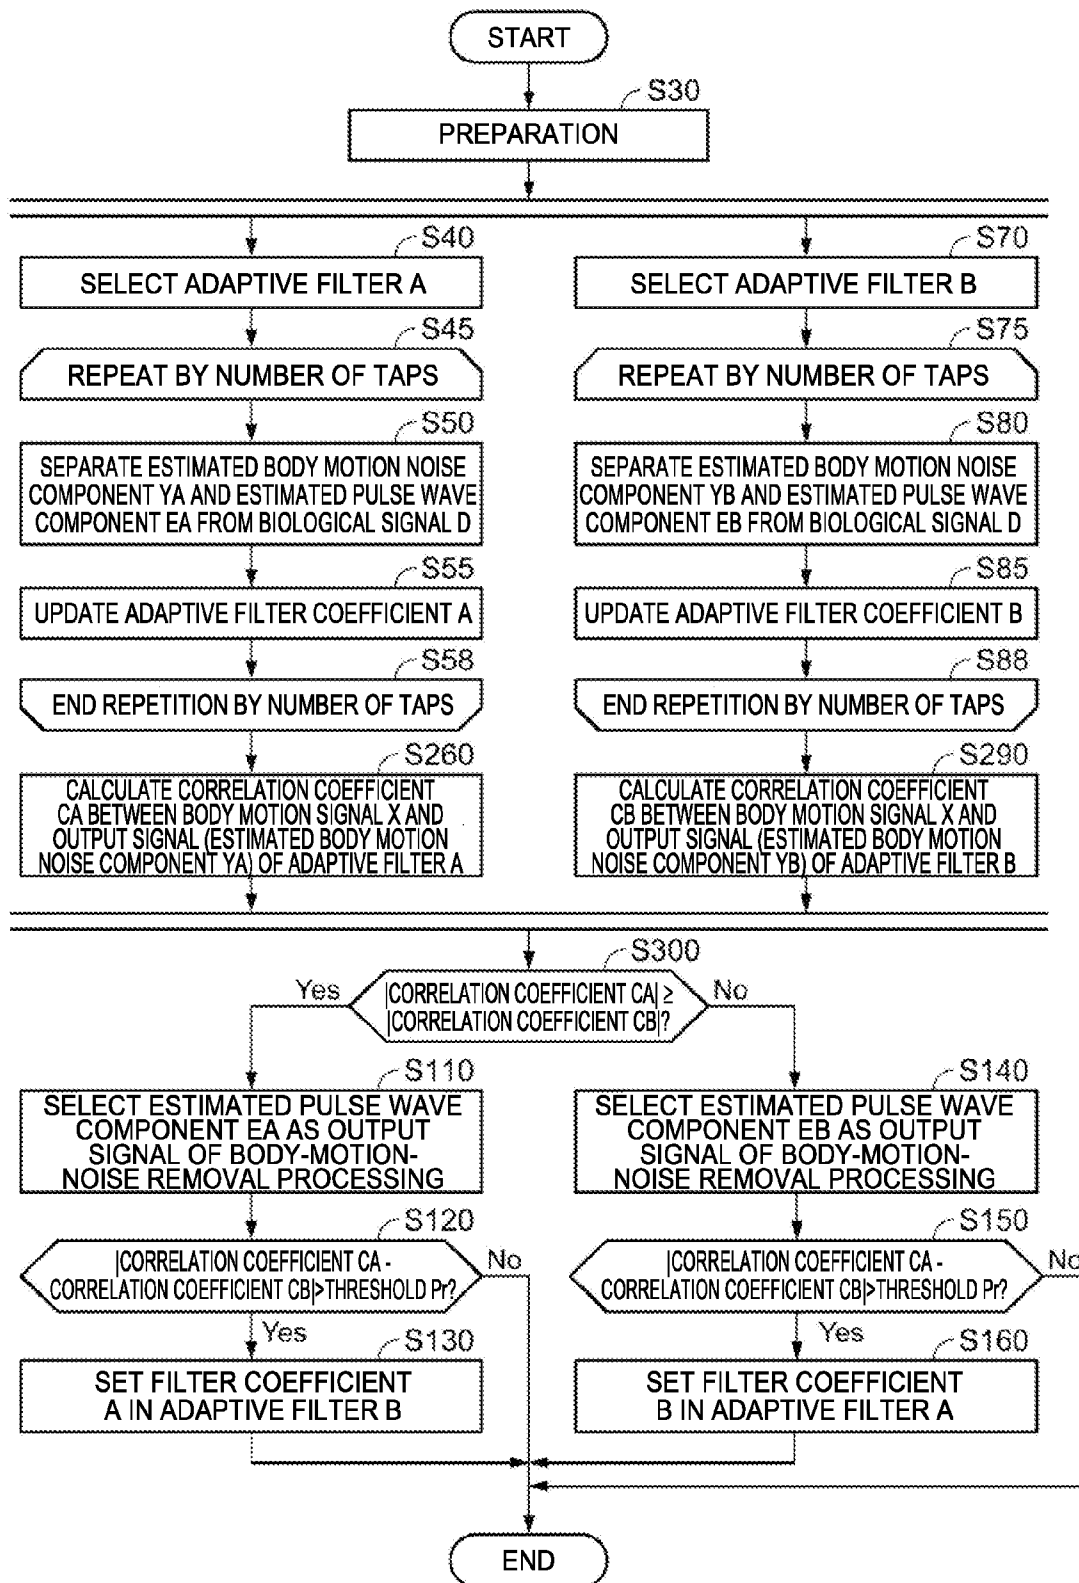 START
S30
PREPARATION
S40
SELECT ADAPTIVE FILTER A
S45
REPEAT BY NUMBER OF TAPS
S50
SEPARATE ESTIMATED BODY MOTION NOISE
COMPONENT YA AND ESTIMATED PULSE WAVE
COMPONENT EA FROM BIOLOGICAL SIGNAL D
S55
UPDATE ADAPTIVE FILTER COEFFICIENT A
S58
END REPETITION BY NUMBER OF TAPS
S260
CALCULATE CORRELATION COEFFICIENT
CA BETWEEN BODY MOTION SIGNAL X AND
OUTPUT SIGNAL (ESTIMATED BODY MOTION
NOISE COMPONENT YA) OF ADAPTIVE FILTER A
S70
SELECT ADAPTIVE FILTER B
S75
REPEAT BY NUMBER OF TAPS
S80
SEPARATE ESTIMATED BODY MOTION NOISE
COMPONENT YB AND ESTIMATED PULSE WAVE
COMPONENT EB FROM BIOLOGICAL SIGNAL D
S85
UPDATE ADAPTIVE FILTER COEFFICIENT B
S88
END REPETITION BY NUMBER OF TAPS
S290
CALCULATE CORRELATION COEFFICIENT
CB BETWEEN BODY MOTION SIGNAL X AND
OUTPUT SIGNAL (ESTIMATED BODY MOTION
NOISE COMPONENT YB) OF ADAPTIVE FILTER B
S300
|CORRELATION COEFFICIENT CA| ≥
|CORRELATION COEFFICIENT CB|?
Yes
No
S110
SELECT ESTIMATED PULSE WAVE
COMPONENT EA AS OUTPUT
SIGNAL OF BODY-MOTION-
NOISE REMOVAL PROCESSING
S120
|CORRELATION COEFFICIENT CA -
CORRELATION COEFFICIENT CB|>THRESHOLD Pr?
No
Yes
S130
SET FILTER COEFFICIENT
A IN ADAPTIVE FILTER B
S140
SELECT ESTIMATED PULSE WAVE
COMPONENT EB AS OUTPUT
SIGNAL OF BODY-MOTION-
NOISE REMOVAL PROCESSING
S150
|CORRELATION COEFFICIENT CA -
CORRELATION COEFFICIENT CB|>THRESHOLD Pr?
No
Yes
S160
SET FILTER COEFFICIENT
B IN ADAPTIVE FILTER A
END